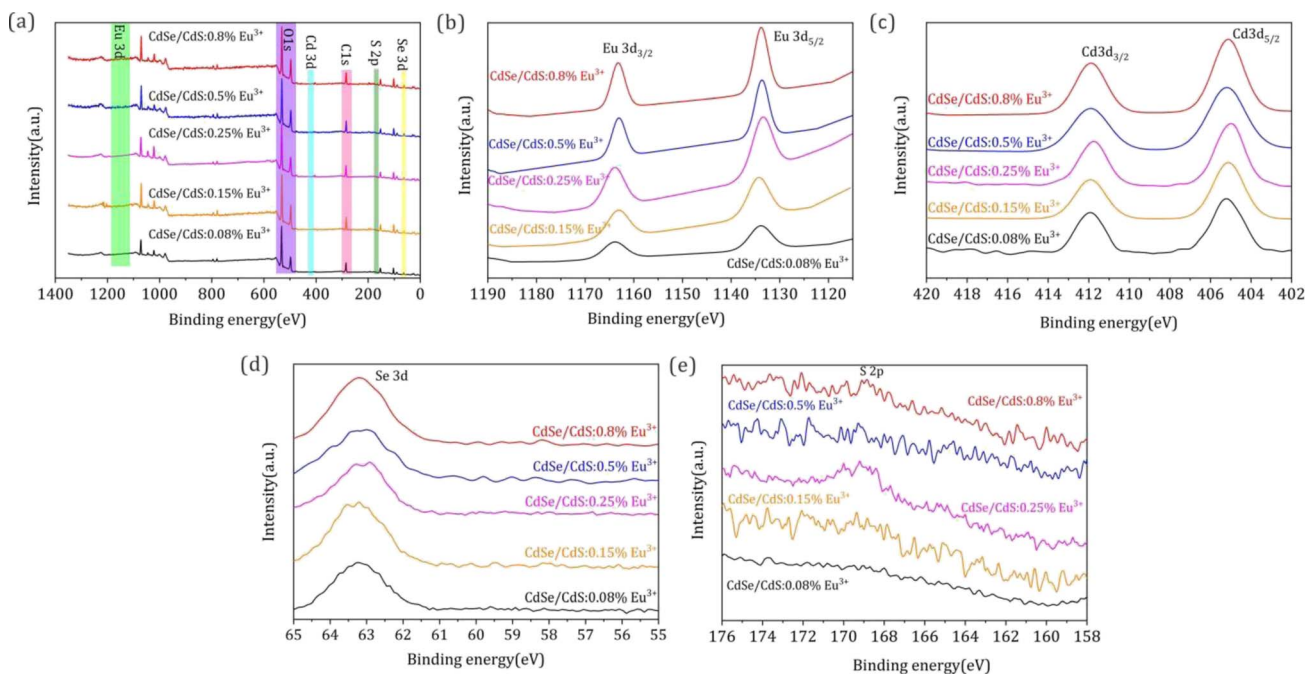 (a)
Eu 3d
O1s
Cd 3d
C1s
S 2p
Se 3d
CdSe/CdS:0.8% Eu³⁺
CdSe/CdS:0.5% Eu³⁺
CdSe/CdS:0.25% Eu³⁺
CdSe/CdS:0.15% Eu³⁺
CdSe/CdS:0.08% Eu³⁺
Intensity(a.u.)
1400 1200 1000 800 600 400 200 0
Binding energy(eV)
(b)
Eu 3d₃/₂
Eu 3d₅/₂
CdSe/CdS:0.8% Eu³⁺
CdSe/CdS:0.5% Eu³⁺
CdSe/CdS:0.25% Eu³⁺
CdSe/CdS:0.15% Eu³⁺
CdSe/CdS:0.08% Eu³⁺
Intensity(a.u.)
1190 1180 1170 1160 1150 1140 1130 1120
Binding energy(eV)
(c)
Cd3d₃/₂
Cd3d₅/₂
CdSe/CdS:0.8% Eu³⁺
CdSe/CdS:0.5% Eu³⁺
CdSe/CdS:0.25% Eu³⁺
CdSe/CdS:0.15% Eu³⁺
CdSe/CdS:0.08% Eu³⁺
Intensity(a.u.)
420 418 416 414 412 410 408 406 404 402
Binding energy(eV)
(d)
Se 3d
CdSe/CdS:0.8% Eu³⁺
CdSe/CdS:0.5% Eu³⁺
CdSe/CdS:0.25% Eu³⁺
CdSe/CdS:0.15% Eu³⁺
CdSe/CdS:0.08% Eu³⁺
Intensity(a.u.)
65 64 63 62 61 60 59 58 57 56 55
Binding energy(eV)
(e)
S 2p
CdSe/CdS:0.8% Eu³⁺
CdSe/CdS:0.5% Eu³⁺
CdSe/CdS:0.25% Eu³⁺
CdSe/CdS:0.15% Eu³⁺
CdSe/CdS:0.08% Eu³⁺
Intensity(a.u.)
176 174 172 170 168 166 164 162 160 158
Binding energy(eV)